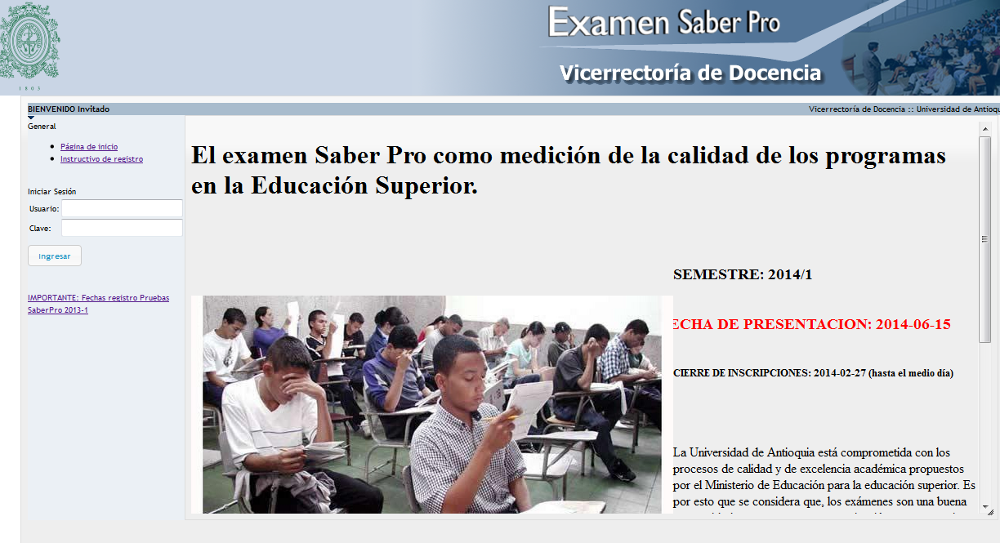 Examen Saber Pro
Vicerrectoría de Docencia
1803
BIENVENIDO Invitado
Vicerrectoría de Docencia :: Universidad de Antioqu
General
Página de inicio
Instructivo de registro
Iniciar Sesión
Usuario:
Clave:
Ingresar
IMPORTANTE: Fechas registro Pruebas
SaberPro 2013-1
El examen Saber Pro como medición de la calidad de los programas
en la Educación Superior.
SEMESTRE: 2014/1
ECHA DE PRESENTACION: 2014-06-15
CIERRE DE INSCRIPCIONES: 2014-02-27 (hasta el medio día)
La Universidad de Antioquia está comprometida con los
procesos de calidad y de excelencia académica propuestos
por el Ministerio de Educación para la educación superior. Es
por esto que se considera que, los exámenes son una buena